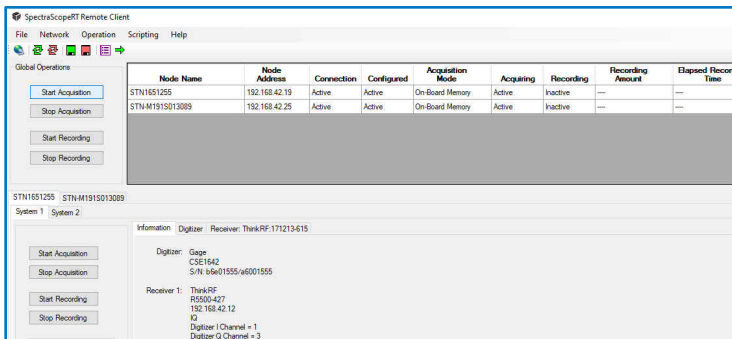 SpectraScopeRT Remote Client
File Network Operation Scripting Help
Global Operations
Start Acquisition
Stop Acquisition
Start Recording
Stop Recording
Node Name Node Address Connection Configured Acquisition Mode Acquiring Recording Recording Amount Elapsed Recor Time
STN1651255 192.168.42.19 Active Active On-Board Memory Active Inactive --- ---
STN-M191S013089 192.168.42.25 Active Active On-Board Memory Active Inactive --- ---
STN1651255 STN-M191S013089
System 1 System 2
Start Acquisition
Stop Acquisition
Start Recording
Stop Recording
Information Digitizer Receiver: ThinkRF:171213-615
Digitizer: Gage
CSE1642
S/N: b6e01555/a6001555
Receiver 1: ThinkRF
R5500-427
192.168.42.12
IQ
Digitizer I Channel = 1
Digitizer Q Channel = 3